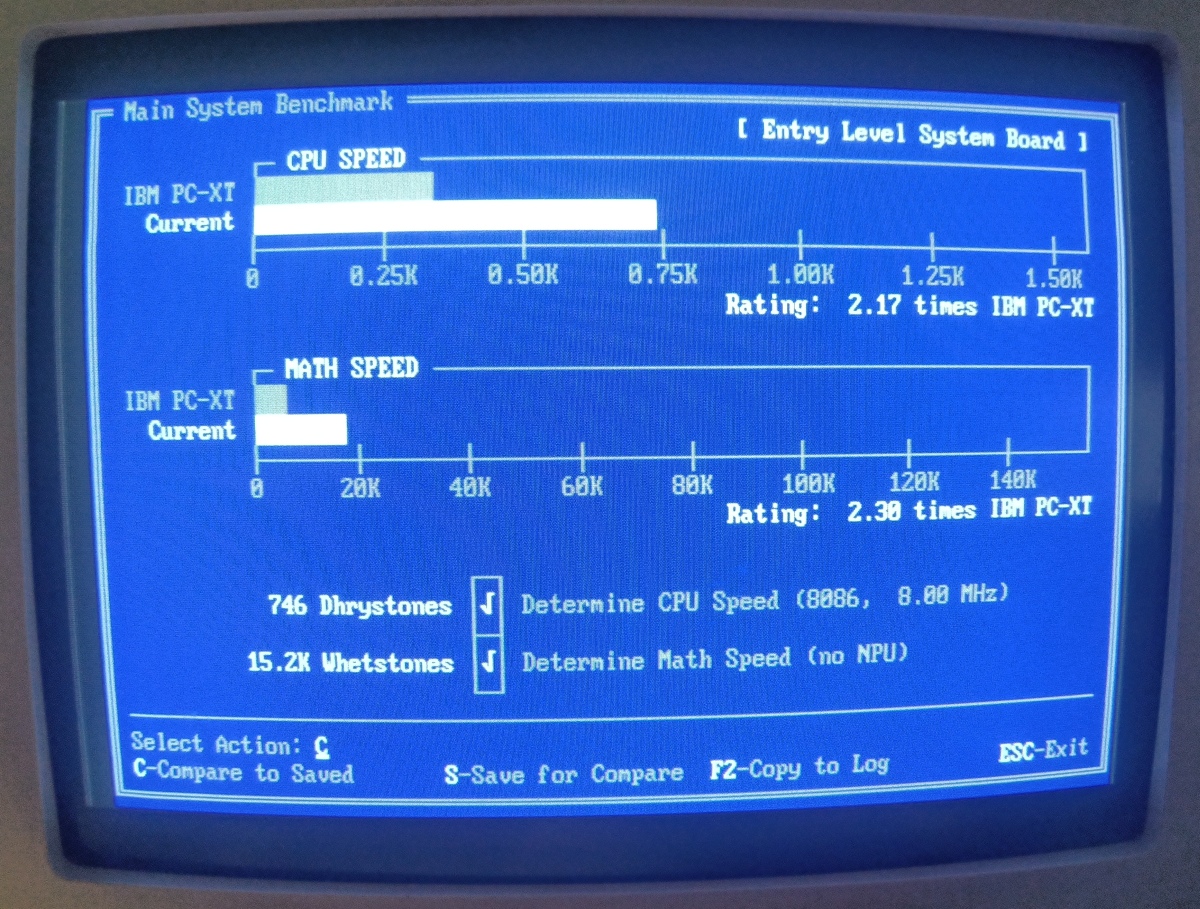 Main System Benchmark
[ Entry Level System Board ]
CPU SPEED
IBM PC-XT
Current
0 0.25K 0.50K 0.75K 1.00K 1.25K 1.50K
Rating: 2.17 times IBM PC-XT
MATH SPEED
IBM PC-XT
Current
0 20K 40K 60K 80K 100K 120K 140K
Rating: 2.30 times IBM PC-XT
746 Dhrystones √ Determine CPU Speed (8086, 8.00 MHz)
15.2K Whetstones √ Determine Math Speed (no NPU)
Select Action: C
ESC-Exit
C-Compare to Saved S-Save for Compare F2-Copy to Log